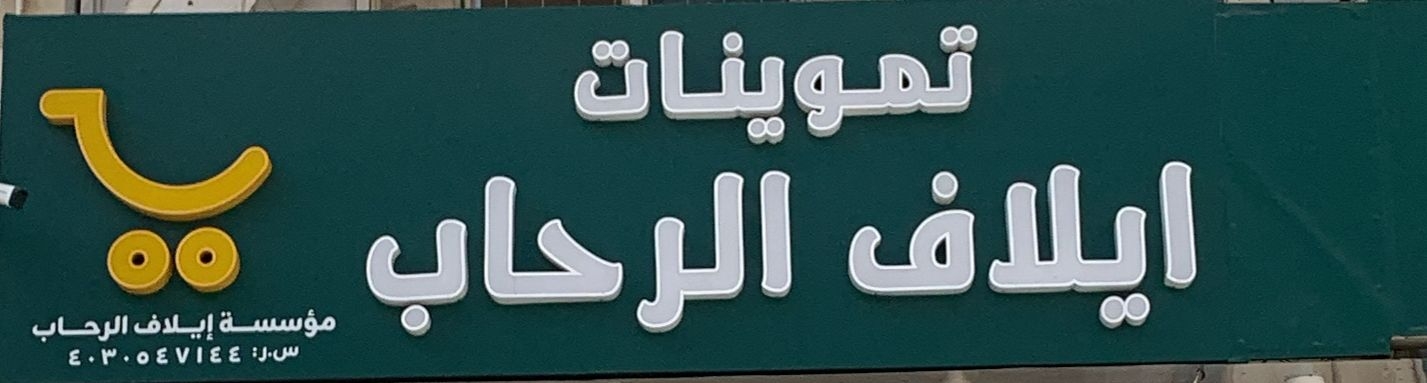 تموينات
ايلاف الرحاب
مؤسسة إيلاف الرحاب
س.ر: ٤٠٣٠٥٤٧١٤٤